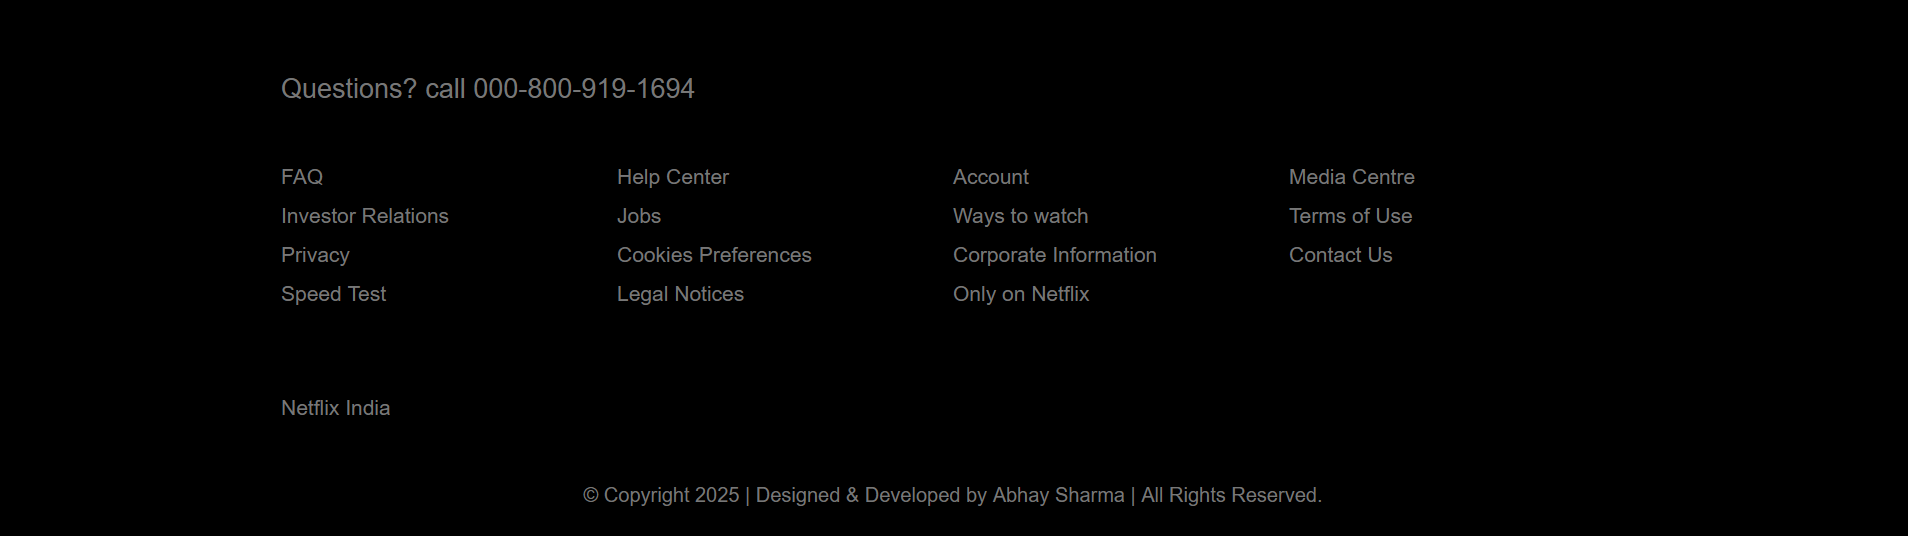 Questions? call 000-800-919-1694
FAQ Help Center Account Media Centre
Investor Relations Jobs Ways to watch Terms of Use
Privacy Cookies Preferences Corporate Information Contact Us
Speed Test Legal Notices Only on Netflix
Netflix India
© Copyright 2025 | Designed & Developed by Abhay Sharma | All Rights Reserved.